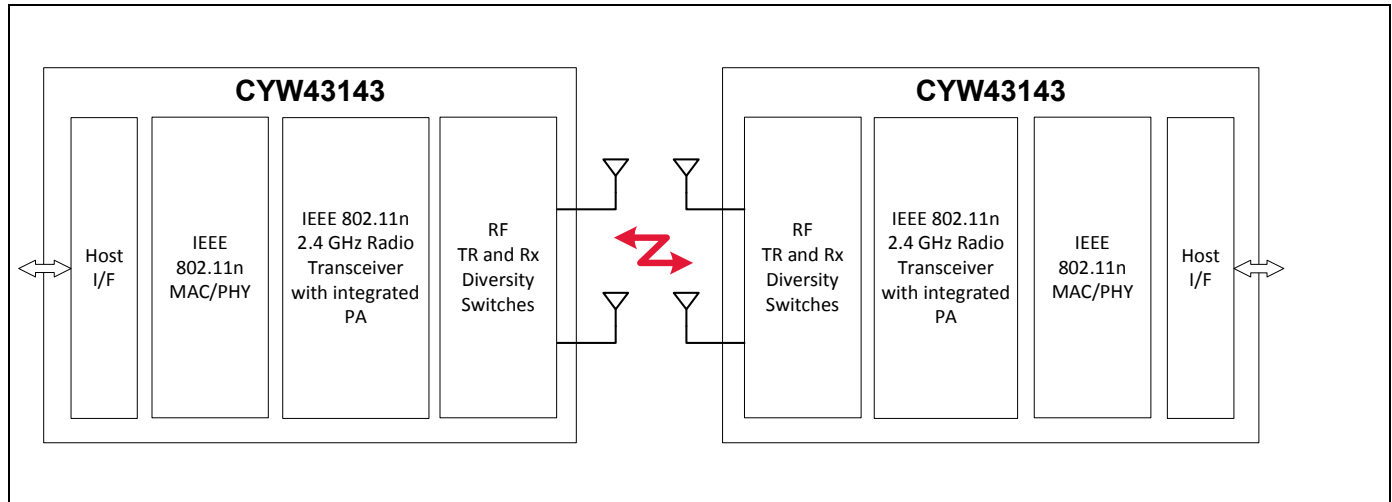 CYW43143
Host
I/F
IEEE
802.11n
MAC/PHY
IEEE 802.11n
2.4 GHz Radio
Transceiver
with integrated
PA
RF
TR and Rx
Diversity
Switches
CYW43143
RF
TR and Rx
Diversity
Switches
IEEE 802.11n
2.4 GHz Radio
Transceiver
with integrated
PA
IEEE
802.11n
MAC/PHY
Host
I/F